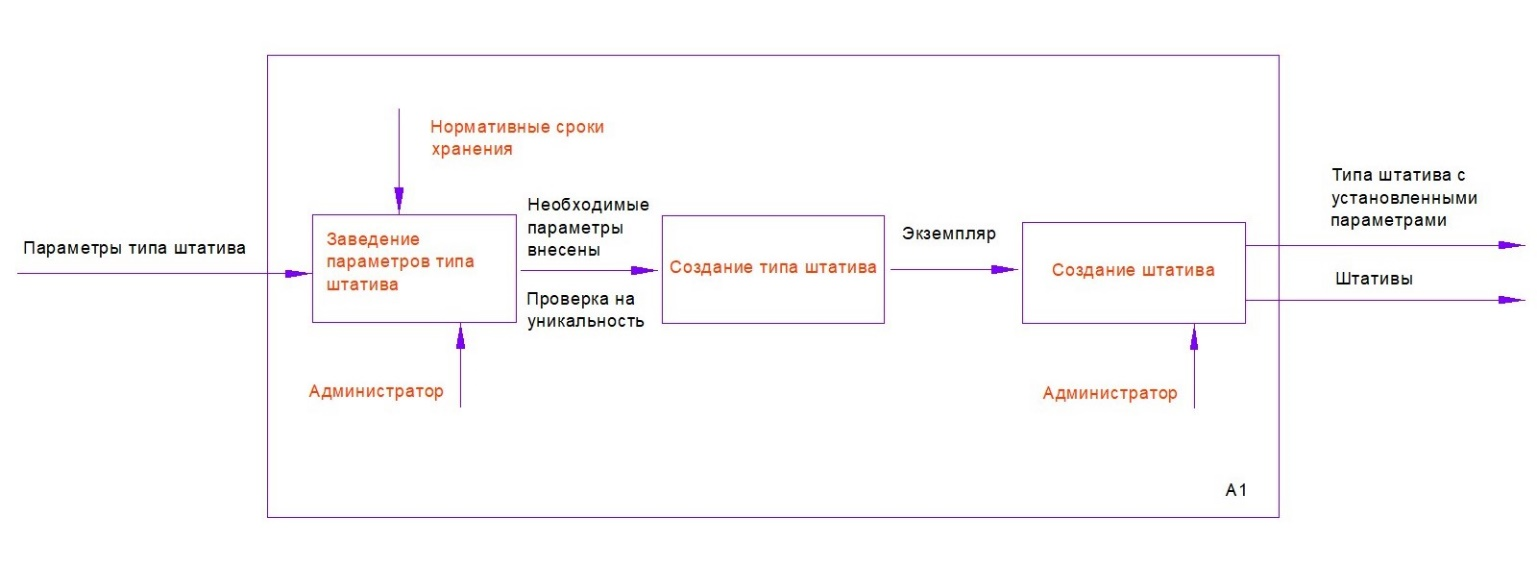 Нормативные сроки
хранения
Параметры типа штатива
Заведение
параметров типа
штатива
Необходимые
параметры
внесены
Проверка на
уникальность
Создание типа штатива
Экземпляр
Создание штатива
Типа штатива с
установленными
параметрами
Штативы
Администратор
Администратор
А1